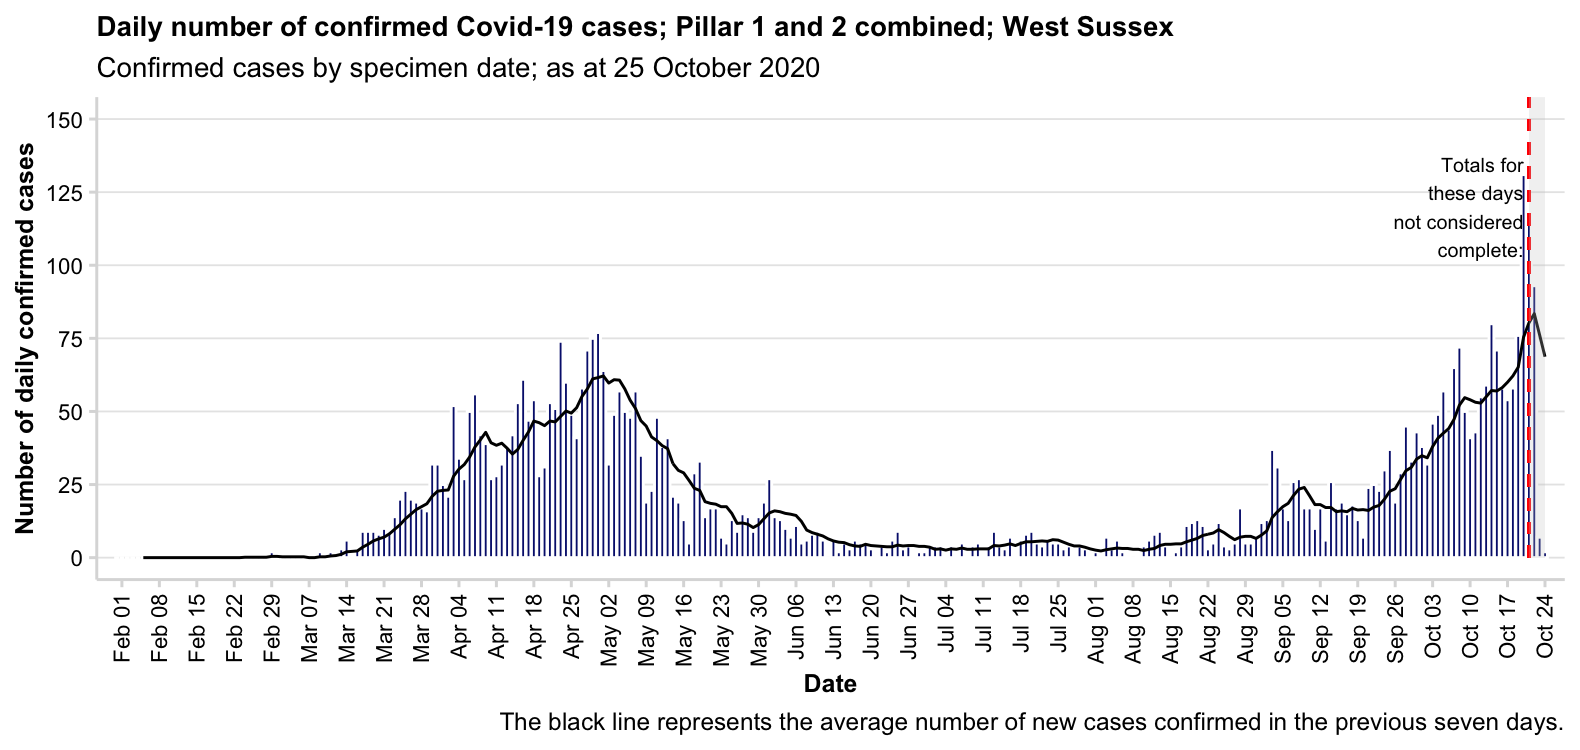 Daily number of confirmed Covid-19 cases; Pillar 1 and 2 combined; West Sussex
Confirmed cases by specimen date; as at 25 October 2020
Number of daily confirmed cases
150
125
100
75
50
25
0
Totals for
these days
not considered
complete:
Feb 01
Feb 08
Feb 15
Feb 22
Feb 29
Mar 07
Mar 14
Mar 21
Mar 28
Apr 04
Apr 11
Apr 18
Apr 25
May 02
May 09
May 16
May 23
May 30
Jun 06
Jun 13
Jun 20
Jun 27
Jul 04
Jul 11
Jul 18
Jul 25
Aug 01
Aug 08
Aug 15
Aug 22
Aug 29
Sep 05
Sep 12
Sep 19
Sep 26
Oct 03
Oct 10
Oct 17
Oct 24
Date
The black line represents the average number of new cases confirmed in the previous seven days.